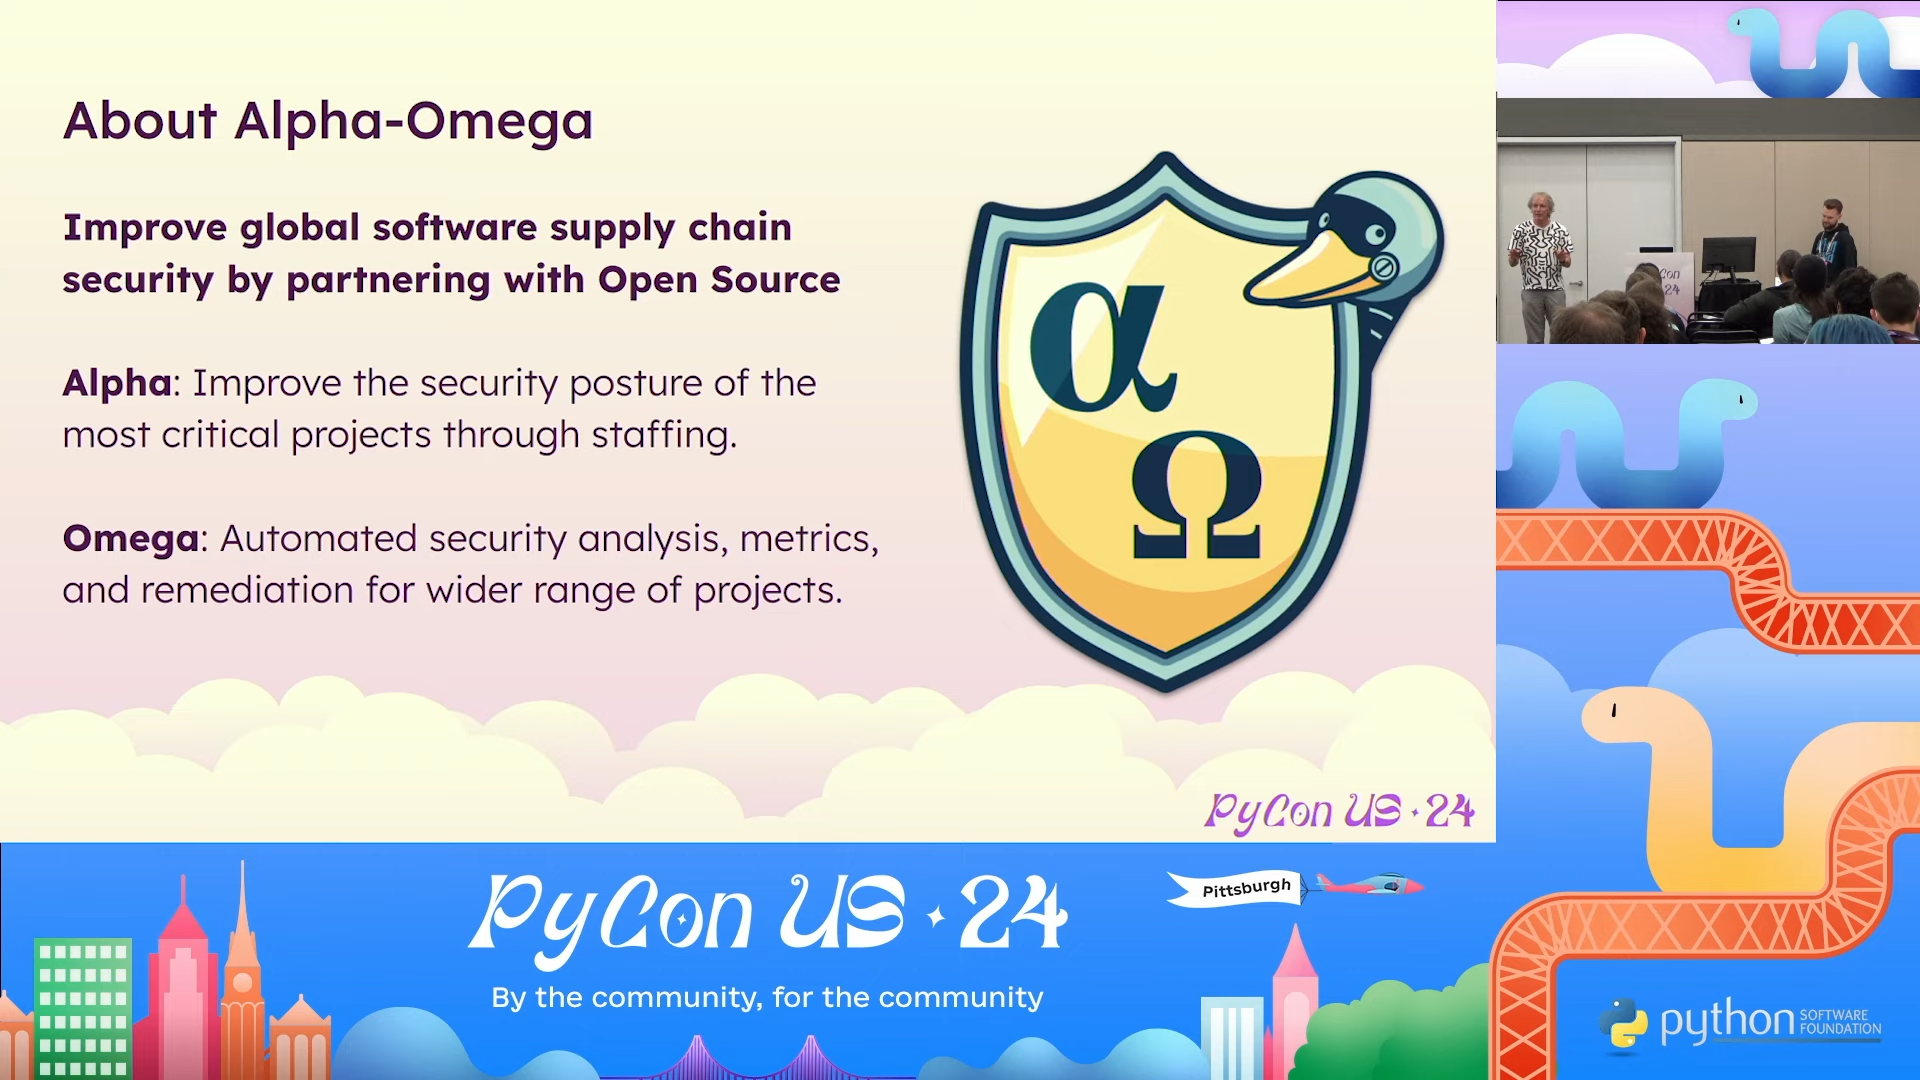 About Alpha-Omega
Improve global software supply chain
security by partnering with Open Source
Alpha: Improve the security posture of the
most critical projects through staffing.
Omega: Automated security analysis, metrics,
and remediation for wider range of projects.
α
Ω
PyCon US · 24
Con
24
PyCon US · 24
By the community, for the community
Pittsburgh
python
SOFTWARE
FOUNDATION